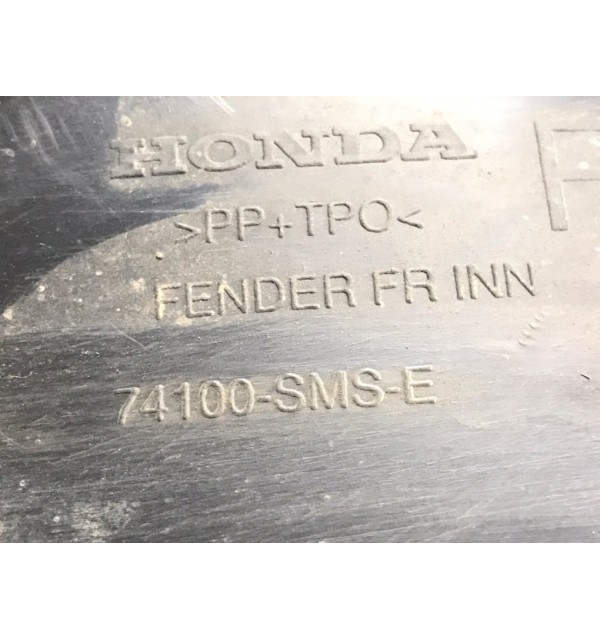 HONDA
>PP+TPO<
FENDER FR INN
74100-SMS-E